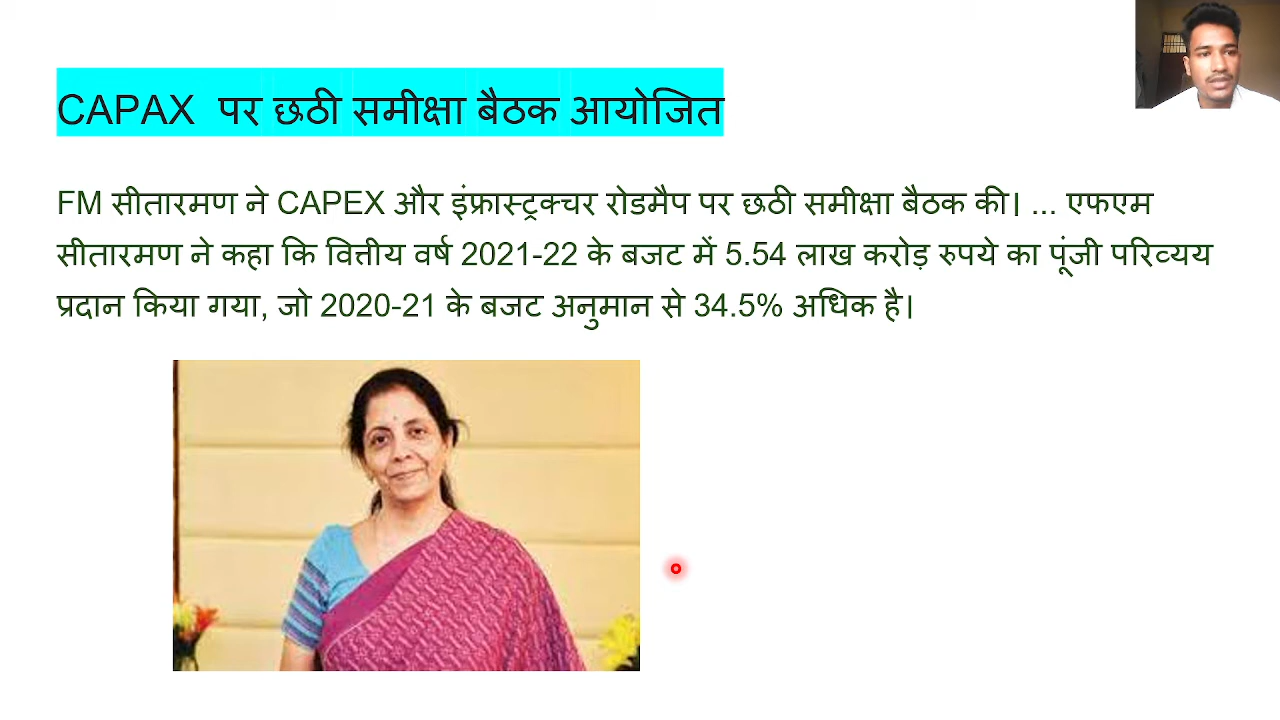 CAPAX पर छठी समीक्षा बैठक आयोजित
FM सीतारमण ने CAPEX और इंफ्रास्ट्रक्चर रोडमैप पर छठी समीक्षा बैठक की। ... एफएम
सीतारमण ने कहा कि वित्तीय वर्ष 2021-22 के बजट में 5.54 लाख करोड़ रुपये का पूंजी परिव्यय
प्रदान किया गया, जो 2020-21 के बजट अनुमान से 34.5% अधिक है।